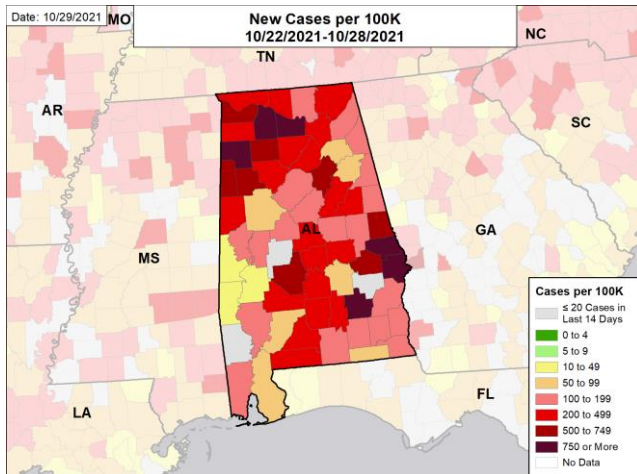 Date: 10/29/2021
New Cases per 100K
10/22/2021-10/28/2021
MO
TN
NC
AR
SC
AL
MS
GA
LA
FL
Cases per 100K
≤ 20 Cases in
Last 14 Days
0 to 4
5 to 9
10 to 49
50 to 99
100 to 199
200 to 499
500 to 749
750 or More
No Data